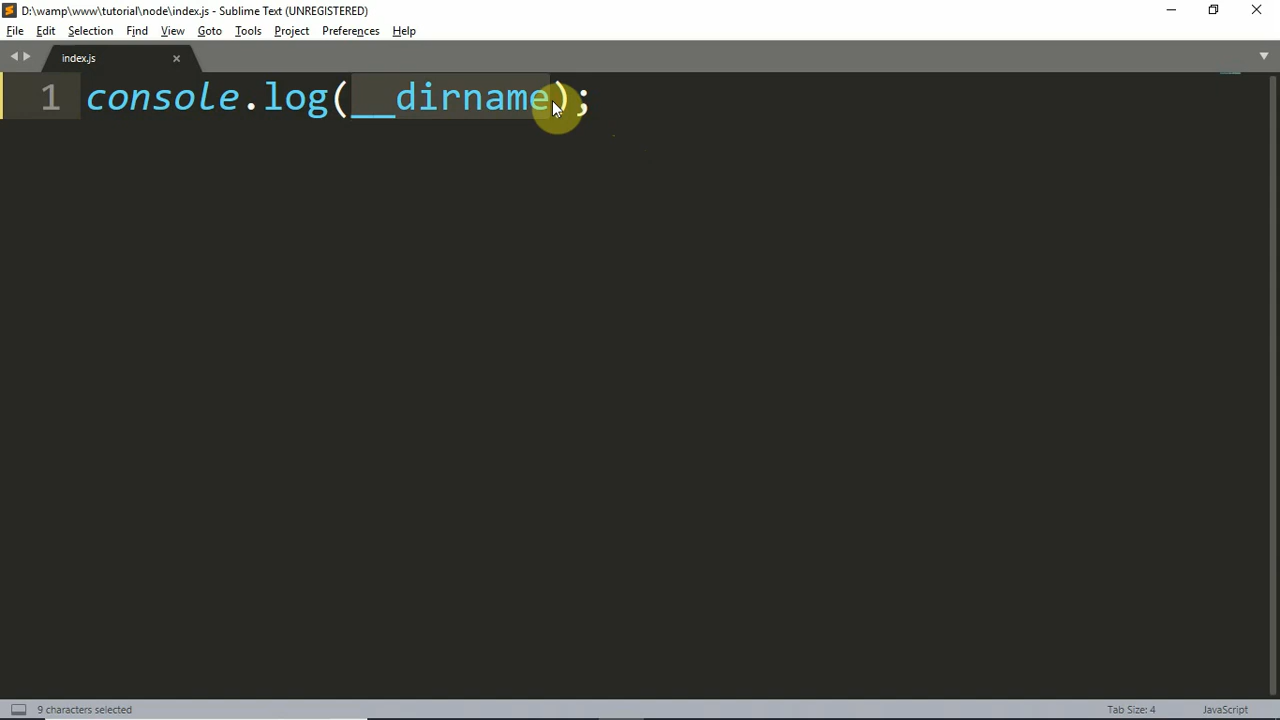 D:\wamp\www\tutorial\node\index.js - Sublime Text (UNREGISTERED)
File Edit Selection Find View Goto Tools Project Preferences Help
index.js
1 console.log(__dirname);
9 characters selected Tab Size: 4 JavaScript